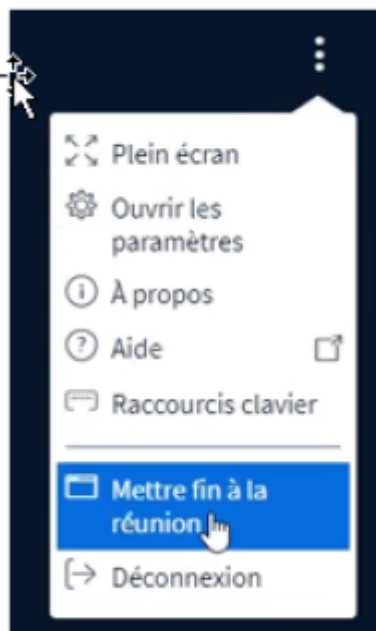 Plein écran
Ouvrir les
paramètres
À propos
Aide
Raccourcis clavier
Mettre fin à la
réunion
Déconnexion